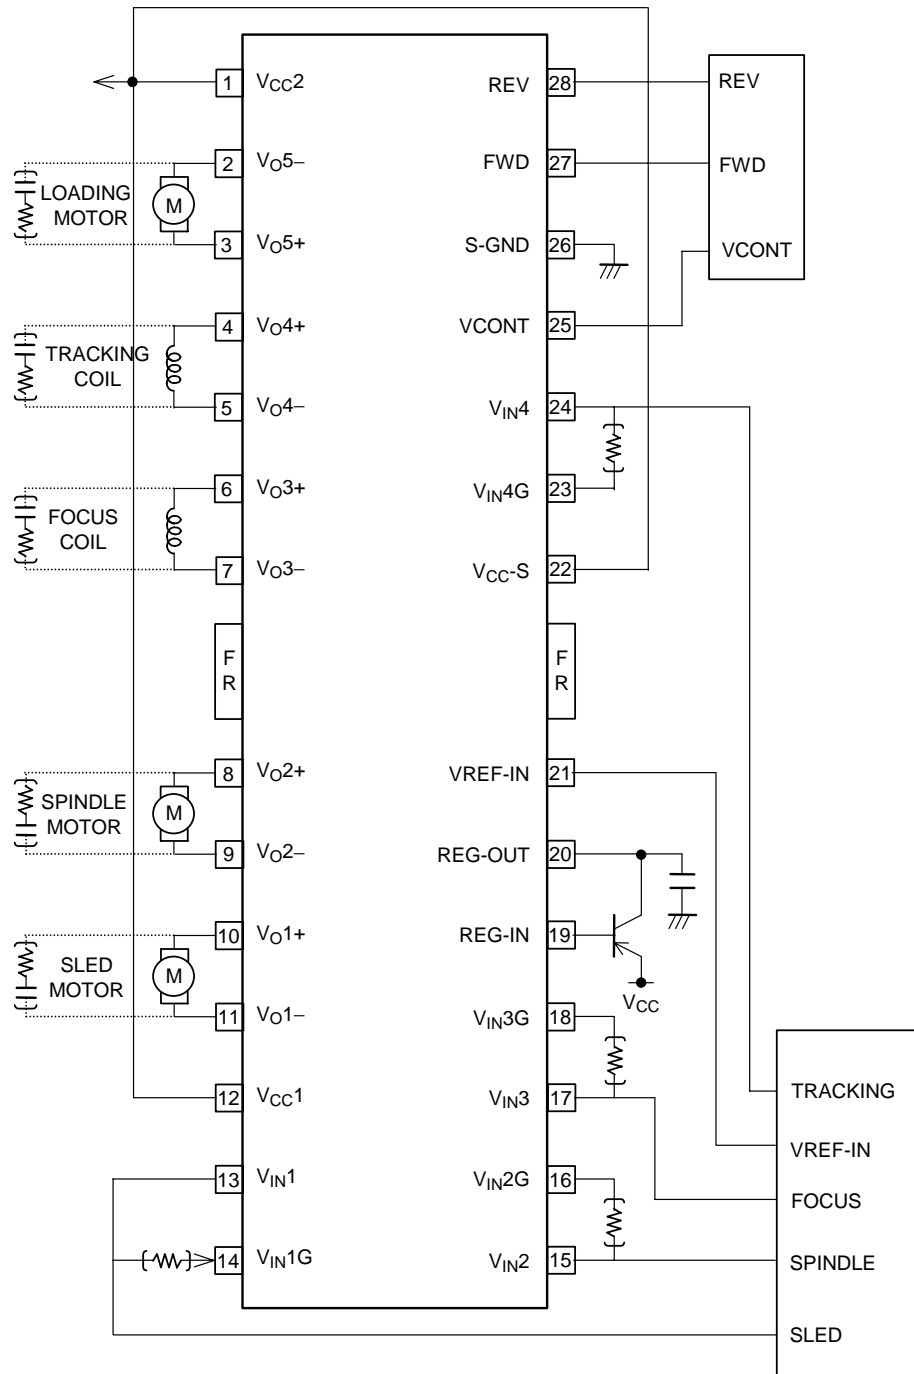 1 VCC2
REV 28
REV
2 VO5–
FWD 27
FWD
LOADING
MOTOR
M
3 VO5+
S-GND 26
VCONT
4 VO4+
VCONT 25
TRACKING
COIL
5 VO4–
VIN4 24
6 VO3+
VIN4G 23
FOCUS
COIL
7 VO3–
VCC-S 22
F
R
F
R
8 VO2+
VREF-IN 21
SPINDLE
MOTOR
M
9 VO2–
REG-OUT 20
10 VO1+
REG-IN 19
SLED
MOTOR
M
VCC
11 VO1–
VIN3G 18
12 VCC1
VIN3 17
TRACKING
VREF-IN
13 VIN1
VIN2G 16
FOCUS
14 VIN1G
VIN2 15
SPINDLE
SLED